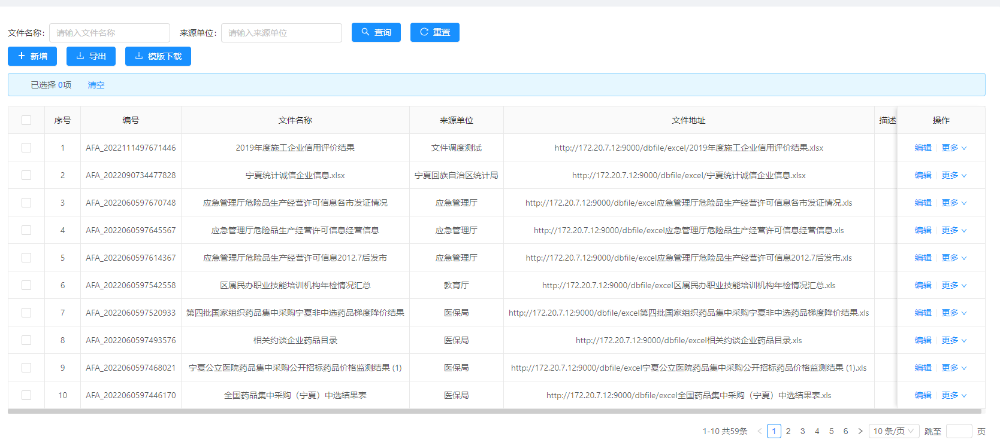 文件名称: 请输入文件名称 来源单位: 请输入来源单位 查询 重置
新增 导出 模版下载
已选择 0项 清空
序号 编号 文件名称 来源单位 文件地址 描述 操作
1 AFA_2022111497671446 2019年度施工企业信用评价结果 文件调度测试 http://172.20.7.12:9000/dbfile/excel/2019年度施工企业信用评价结果.xlsx 编辑 更多
2 AFA_2022090734477828 宁夏统计诚信企业信息.xlsx 宁夏回族自治区统计局 http://172.20.7.12:9000/dbfile/excel/宁夏统计诚信企业信息.xlsx 编辑 更多
3 AFA_2022060597670748 应急管理厅危险品生产经营许可信息各市发证情况 应急管理厅 http://172.20.7.12:9000/dbfile/excel应急管理厅危险品生产经营许可信息各市发证情况.xls 编辑 更多
4 AFA_2022060597645567 应急管理厅危险品生产经营许可信息经营信息 应急管理厅 http://172.20.7.12:9000/dbfile/excel应急管理厅危险品生产经营许可信息经营信息.xls 编辑 更多
5 AFA_2022060597614367 应急管理厅危险品生产经营许可信息2012.7后发市 应急管理厅 http://172.20.7.12:9000/dbfile/excel应急管理厅危险品生产经营许可信息2012.7后发市.xls 编辑 更多
6 AFA_2022060597542558 区属民办职业技能培训机构年检情况汇总 教育厅 http://172.20.7.12:9000/dbfile/excel区属民办职业技能培训机构年检情况汇总.xls 编辑 更多
7 AFA_2022060597520933 第四批国家组织药品集中采购宁夏非中选药品梯度降价结果 医保局 http://172.20.7.12:9000/dbfile/excel第四批国家组织药品集中采购宁夏非中选药品梯度降价结果.xls 编辑 更多
8 AFA_2022060597493576 相关约谈企业药品目录 医保局 http://172.20.7.12:9000/dbfile/excel相关约谈企业药品目录.xls 编辑 更多
9 AFA_2022060597468021 宁夏公立医院药品集中采购公开招标药品价格监测结果 (1) 医保局 http://172.20.7.12:9000/dbfile/excel宁夏公立医院药品集中采购公开招标药品价格监测结果 (1).xls 编辑 更多
10 AFA_2022060597446170 全国药品集中采购（宁夏）中选结果表 医保局 http://172.20.7.12:9000/dbfile/excel全国药品集中采购（宁夏）中选结果表.xls 编辑 更多
1-10 共59条 < 1 2 3 4 5 6 > 10 条/页 跳至 页